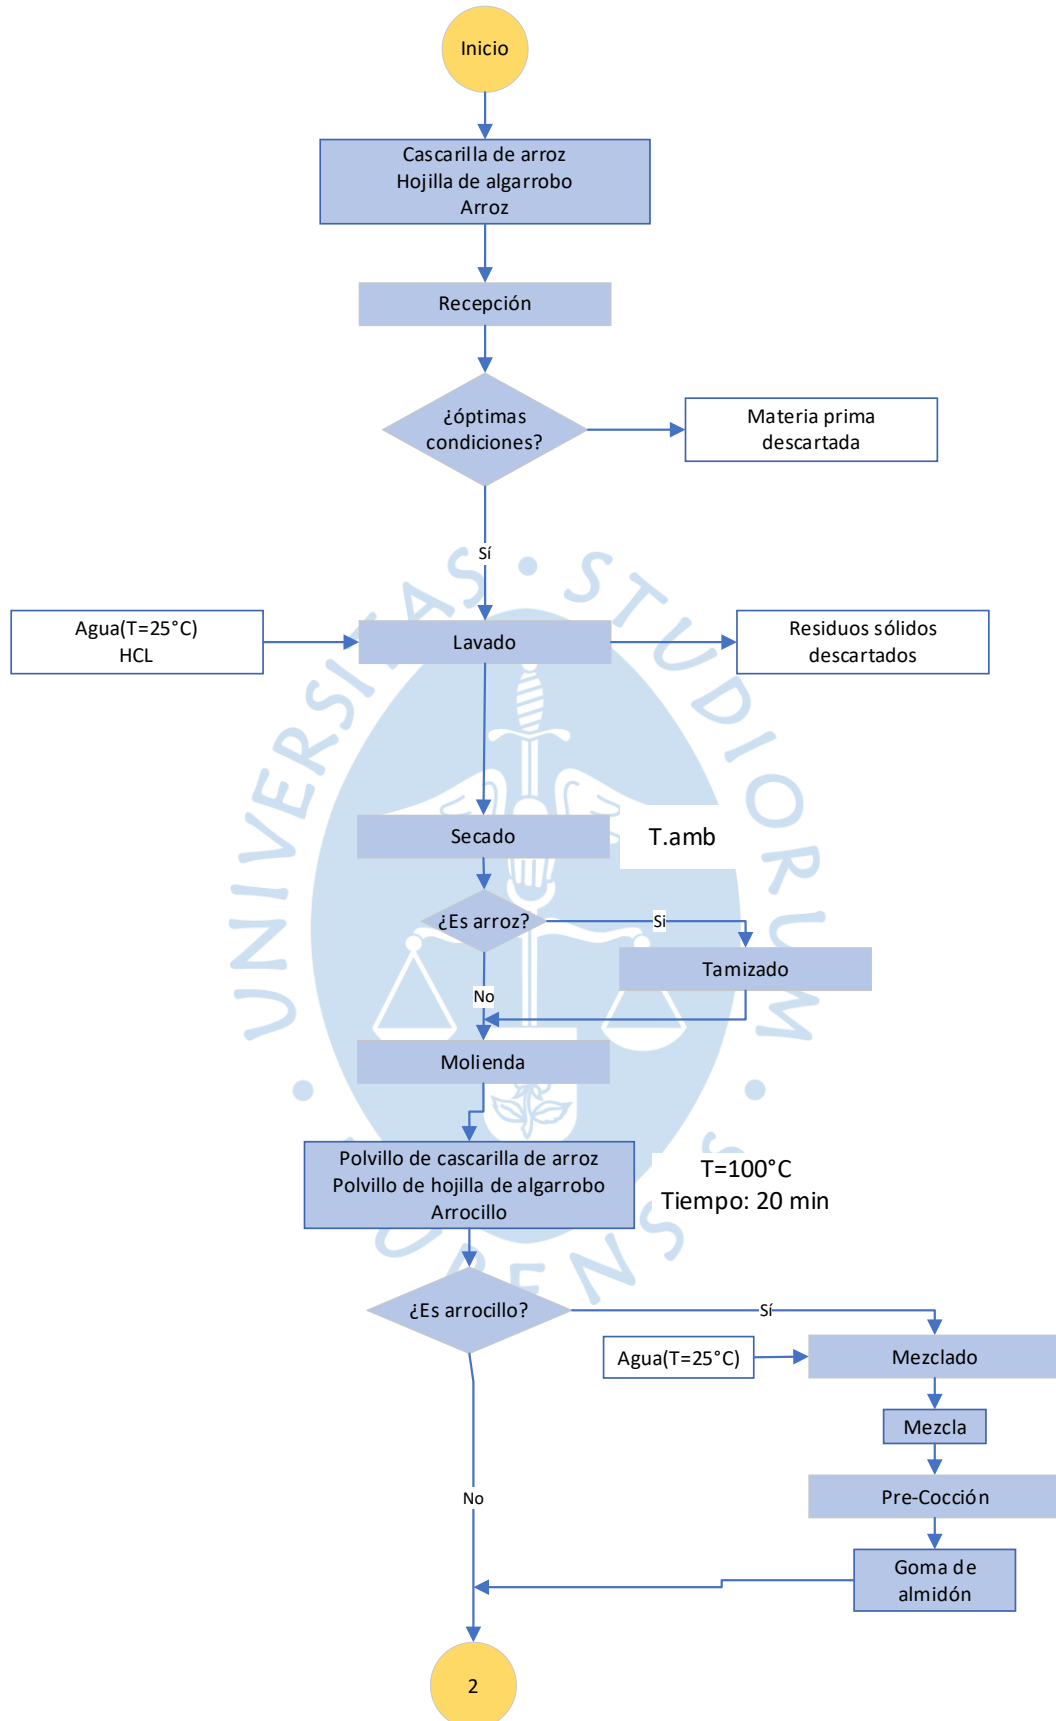 Inicio
Cascarilla de arroz
Hojilla de algarrobo
Arroz
Recepción
¿óptimas
condiciones?
Materia prima
descartada
Sí
Agua(T=25°C)
HCL
Lavado
Residuos sólidos
descartados
Secado
T.amb
¿Es arroz?
Si
Tamizado
No
Molienda
Polvillo de cascarilla de arroz
Polvillo de hojilla de algarrobo
Arrocillo
T=100°C
Tiempo: 20 min
¿Es arrocillo?
Sí
Agua(T=25°C)
Mezclado
Mezcla
Pre-Cocción
No
Goma de
almidón
2
UNIVERSITAS STUDIORUM